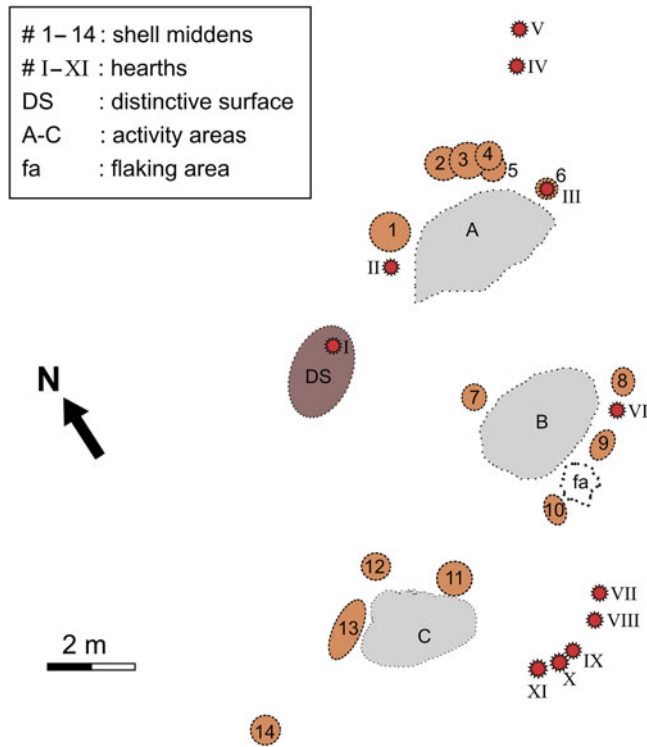 # 1–14 : shell middens
# I–XI : hearths
DS : distinctive surface
A-C : activity areas
fa : flaking area
V
IV
2 3 4
5
6
III
1
A
II
I
DS
N
7
8
B
VI
9
fa
10
12
11
VII
13
C
VIII
IX
X
XI
2 m
14